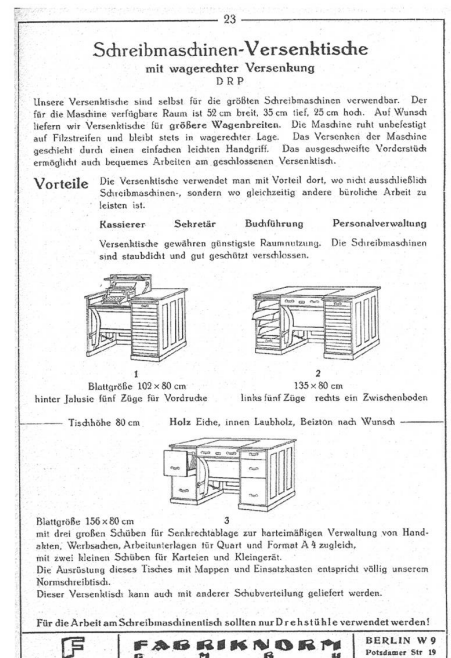 23
Schreibmaschinen-Versenktische
mit wagerechter Versenkung
DRP
Unsere Versenktische sind selbst für die größten Schreibmaschinen verwendbar. Der
für die Maschine verfügbare Raum ist 52 cm breit, 35 cm tief, 25 cm hoch. Auf Wunsch
liefern wir Versenktische für größere Wagenbreiten. Die Maschine ruht unbefestigt
auf Filzstreifen und bleibt stets in wagerechter Lage. Das Versenken der Maschine
geschieht durch einen einfachen leichten Handgriff. Das ausgeschweifte Vorderstück
ermöglicht auch bequemes Arbeiten am geschlossenen Versenktisch.
Vorteile
Die Versenktische verwendet man mit Vorteil dort, wo nicht ausschließlich
Schreibmaschinen-, sondern wo gleichzeitig andere büroliche Arbeit zu
leisten ist.
Kassierer Sekretär Buchführung Personalverwaltung
Versenktische gewähren günstigste Raumnutzung. Die Schreibmaschinen
sind staubdicht und gut geschützt verschlossen.
1
Blattgröße 102 × 80 cm
hinter Jalusie fünf Züge für Vordrucke
2
135 × 80 cm
links fünf Züge rechts ein Zwischenboden
Tischhöhe 80 cm Holz Eiche, innen Laubholz, Beizton nach Wunsch
3
Blattgröße 156 × 80 cm
mit drei großen Schüben für Senkrechtablage zur karteimäßigen Verwaltung von Hand-
akten, Werbsachen, Arbeitunterlagen für Quart und Format A 4 zugleich,
mit zwei kleinen Schüben für Karteien und Kleingerät.
Die Ausrüstung dieses Tisches mit Mappen und Einsatzkasten entspricht völlig unserem
Normschreibtisch.
Dieser Versenktisch kann auch mit anderer Schubverteilung geliefert werden.
Für die Arbeit am Schreibmaschinentisch sollten nur Drehstühle verwendet werden!
FABRIKNORM
G M B H
BERLIN W 9
Potsdamer Str 19